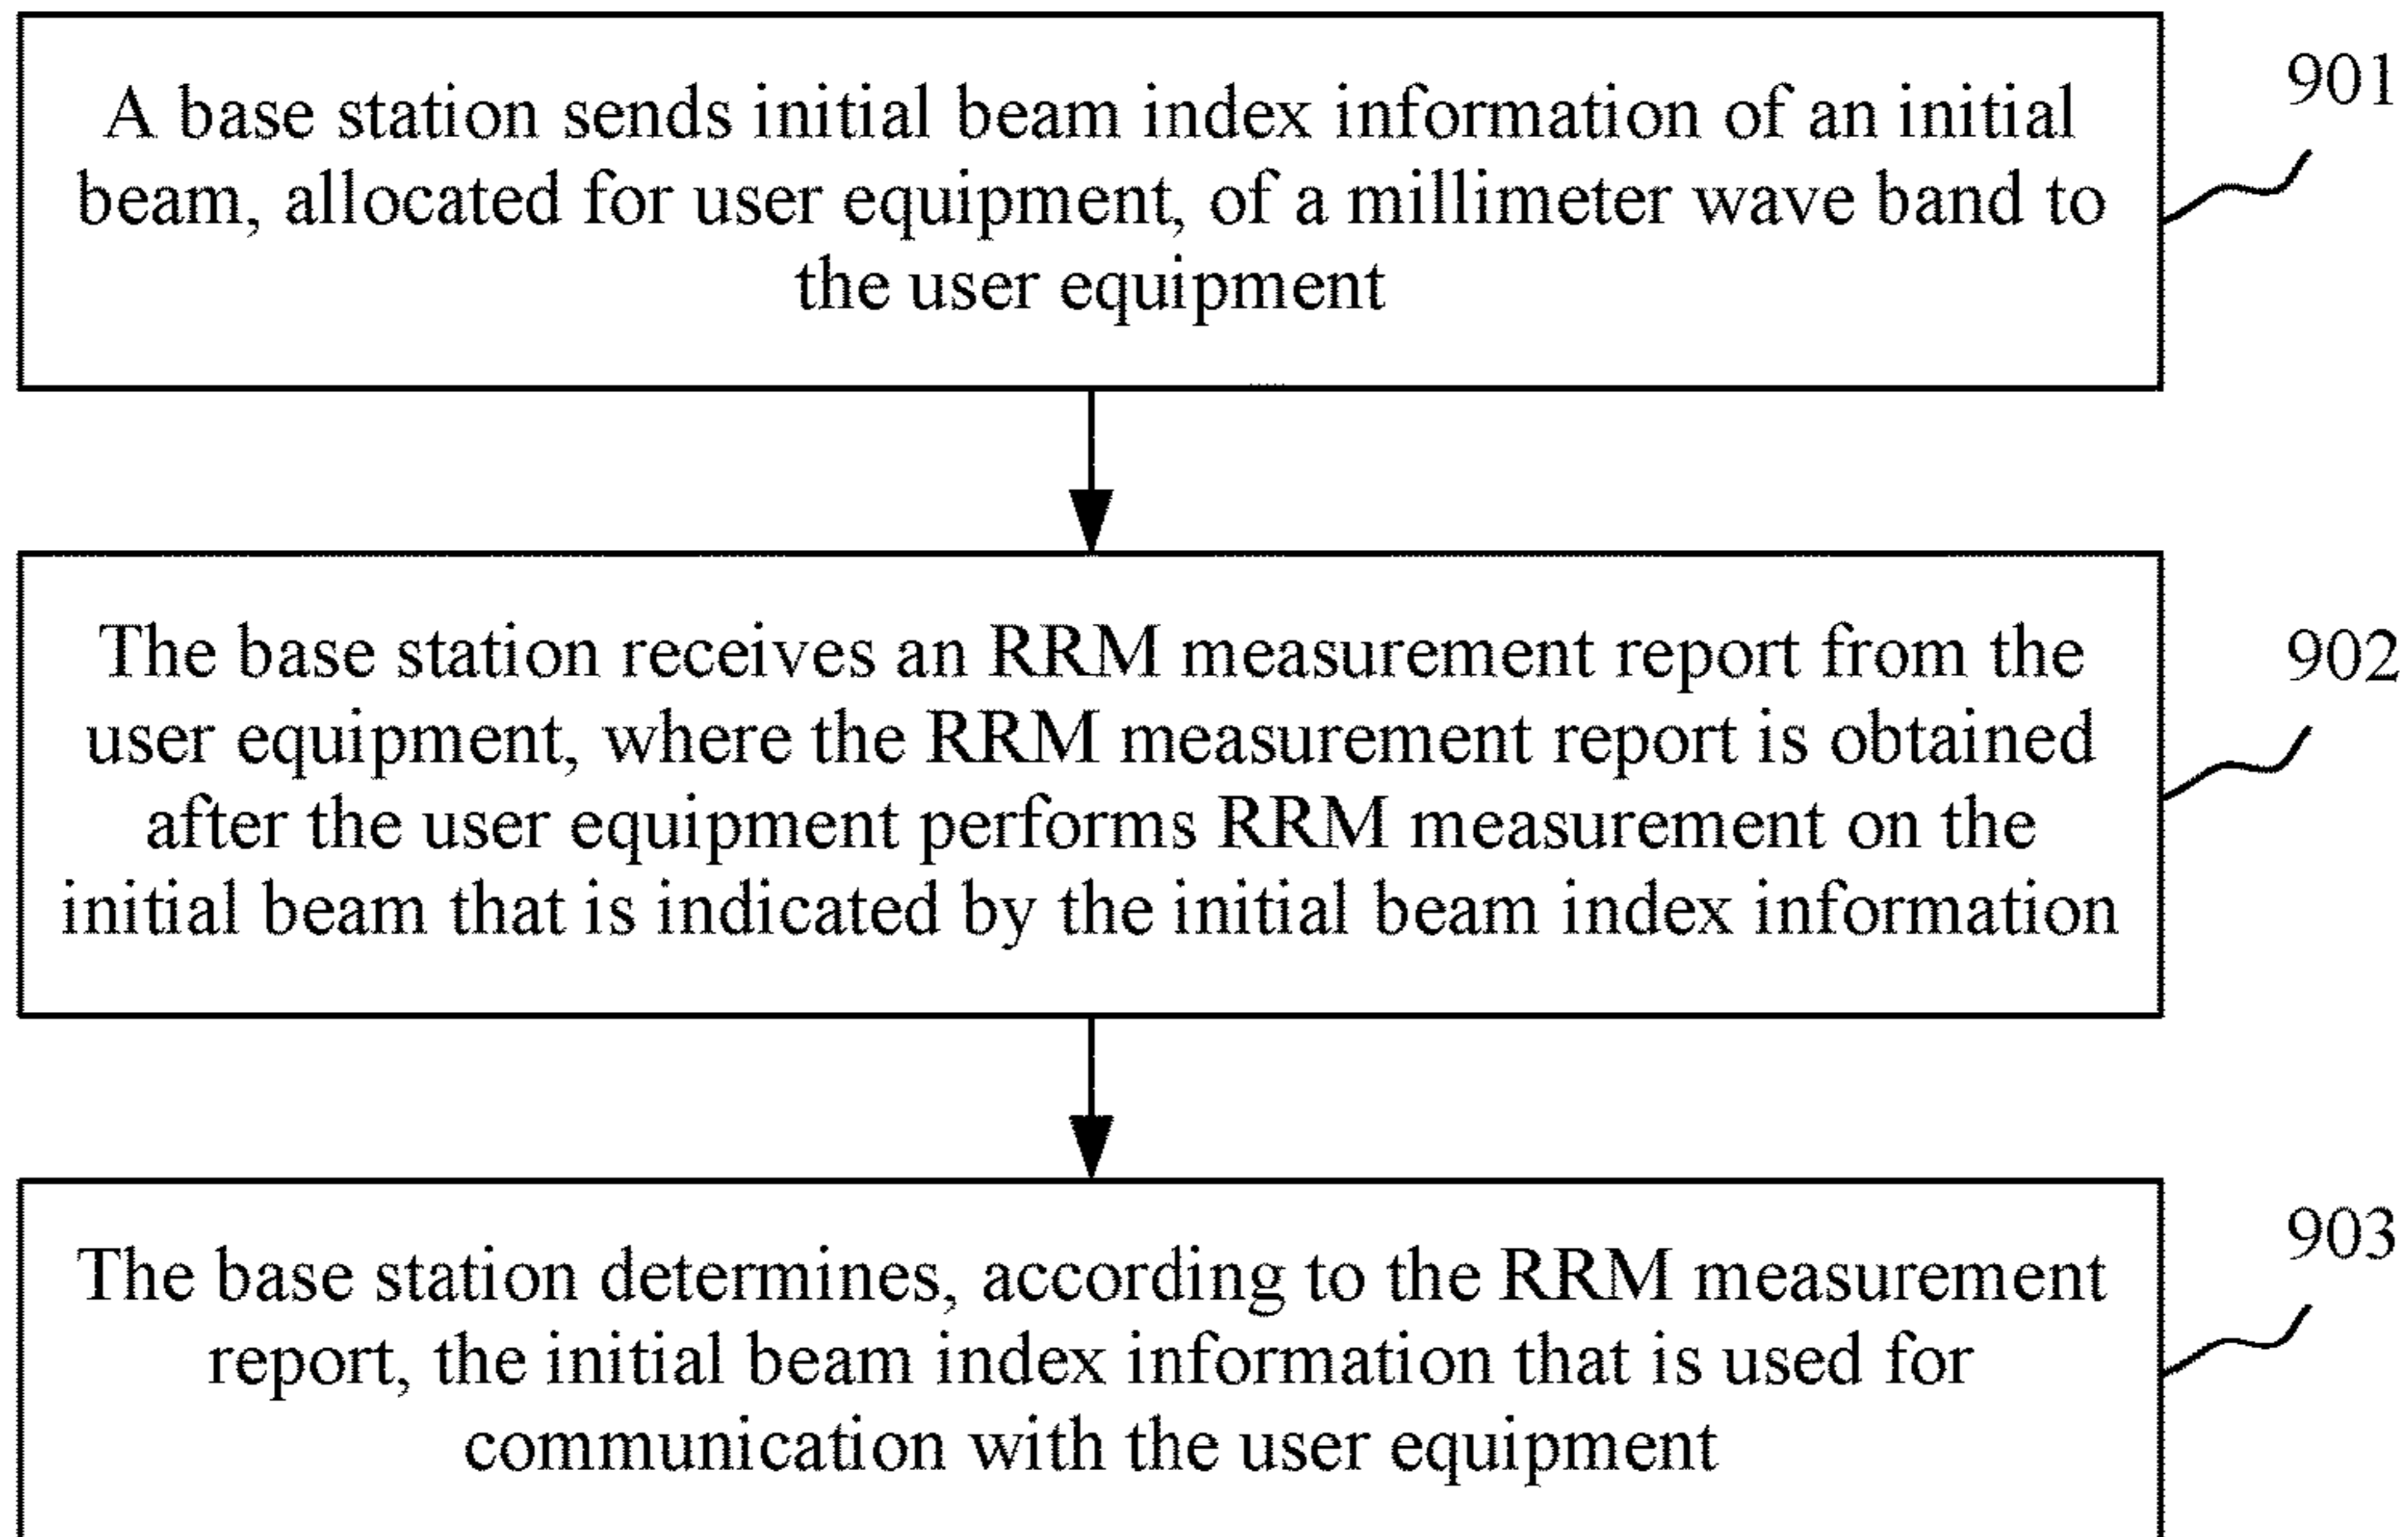 A base station sends initial beam index information of an initial
beam, allocated for user equipment, of a millimeter wave band to
the user equipment
901
The base station receives an RRM measurement report from the
user equipment, where the RRM measurement report is obtained
after the user equipment performs RRM measurement on the
initial beam that is indicated by the initial beam index information
902
The base station determines, according to the RRM measurement
report, the initial beam index information that is used for
communication with the user equipment
903